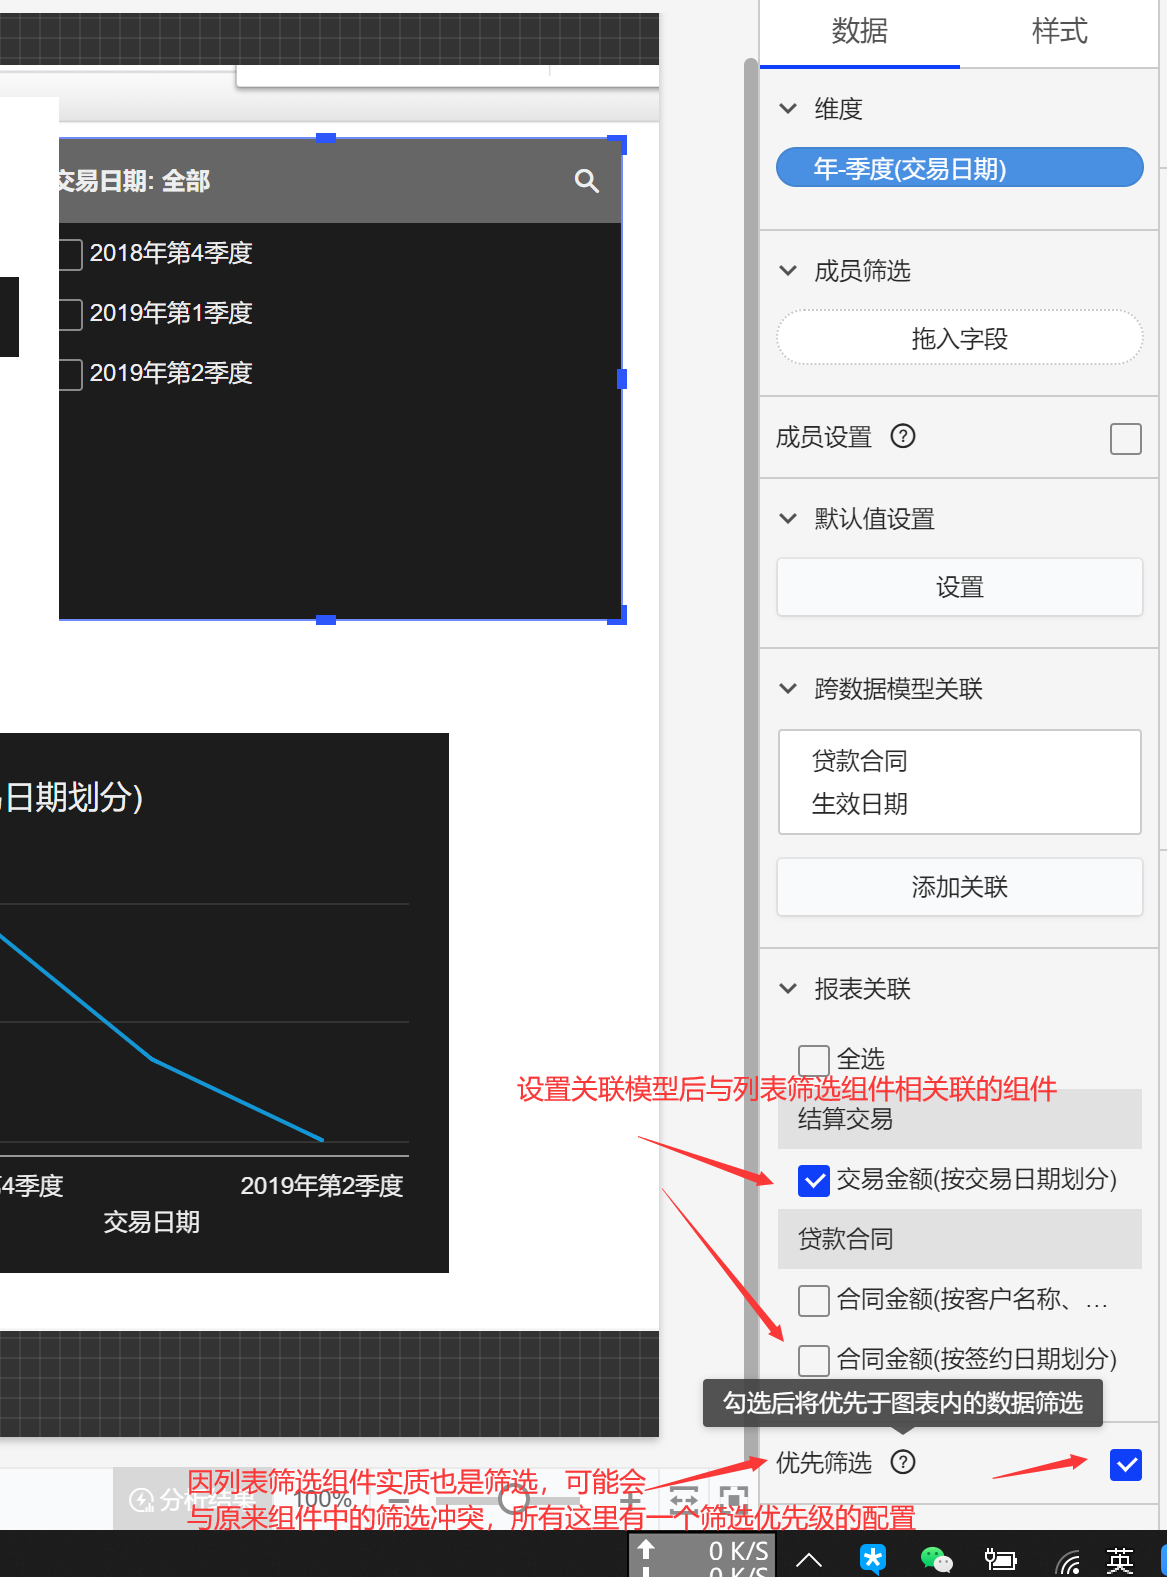 数据
样式
维度
年-季度(交易日期)
成员筛选
拖入字段
成员设置
默认值设置
设置
跨数据模型关联
贷款合同
生效日期
添加关联
报表关联
全选
结算交易
交易金额(按交易日期划分)
贷款合同
合同金额(按客户名称、...
合同金额(按签约日期划分)
勾选后将优先于图表内的数据筛选
优先筛选
交易日期: 全部
2018年第4季度
2019年第1季度
2019年第2季度
易日期划分)
第4季度
2019年第2季度
交易日期
设置关联模型后与列表筛选组件相关联的组件
因列表筛选组件实质也是筛选，可能会
与原来组件中的筛选冲突，所有这里有一个筛选优先级的配置
分析结果
100%
0 K/S
0 K/S
英